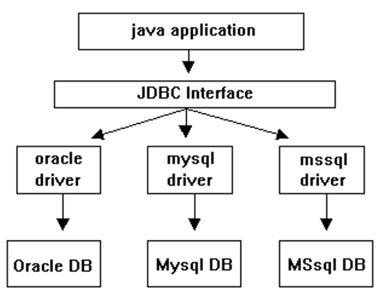 java application
JDBC Interface
oracle driver
mysql driver
mssql driver
Oracle DB
Mysql DB
MSsql DB